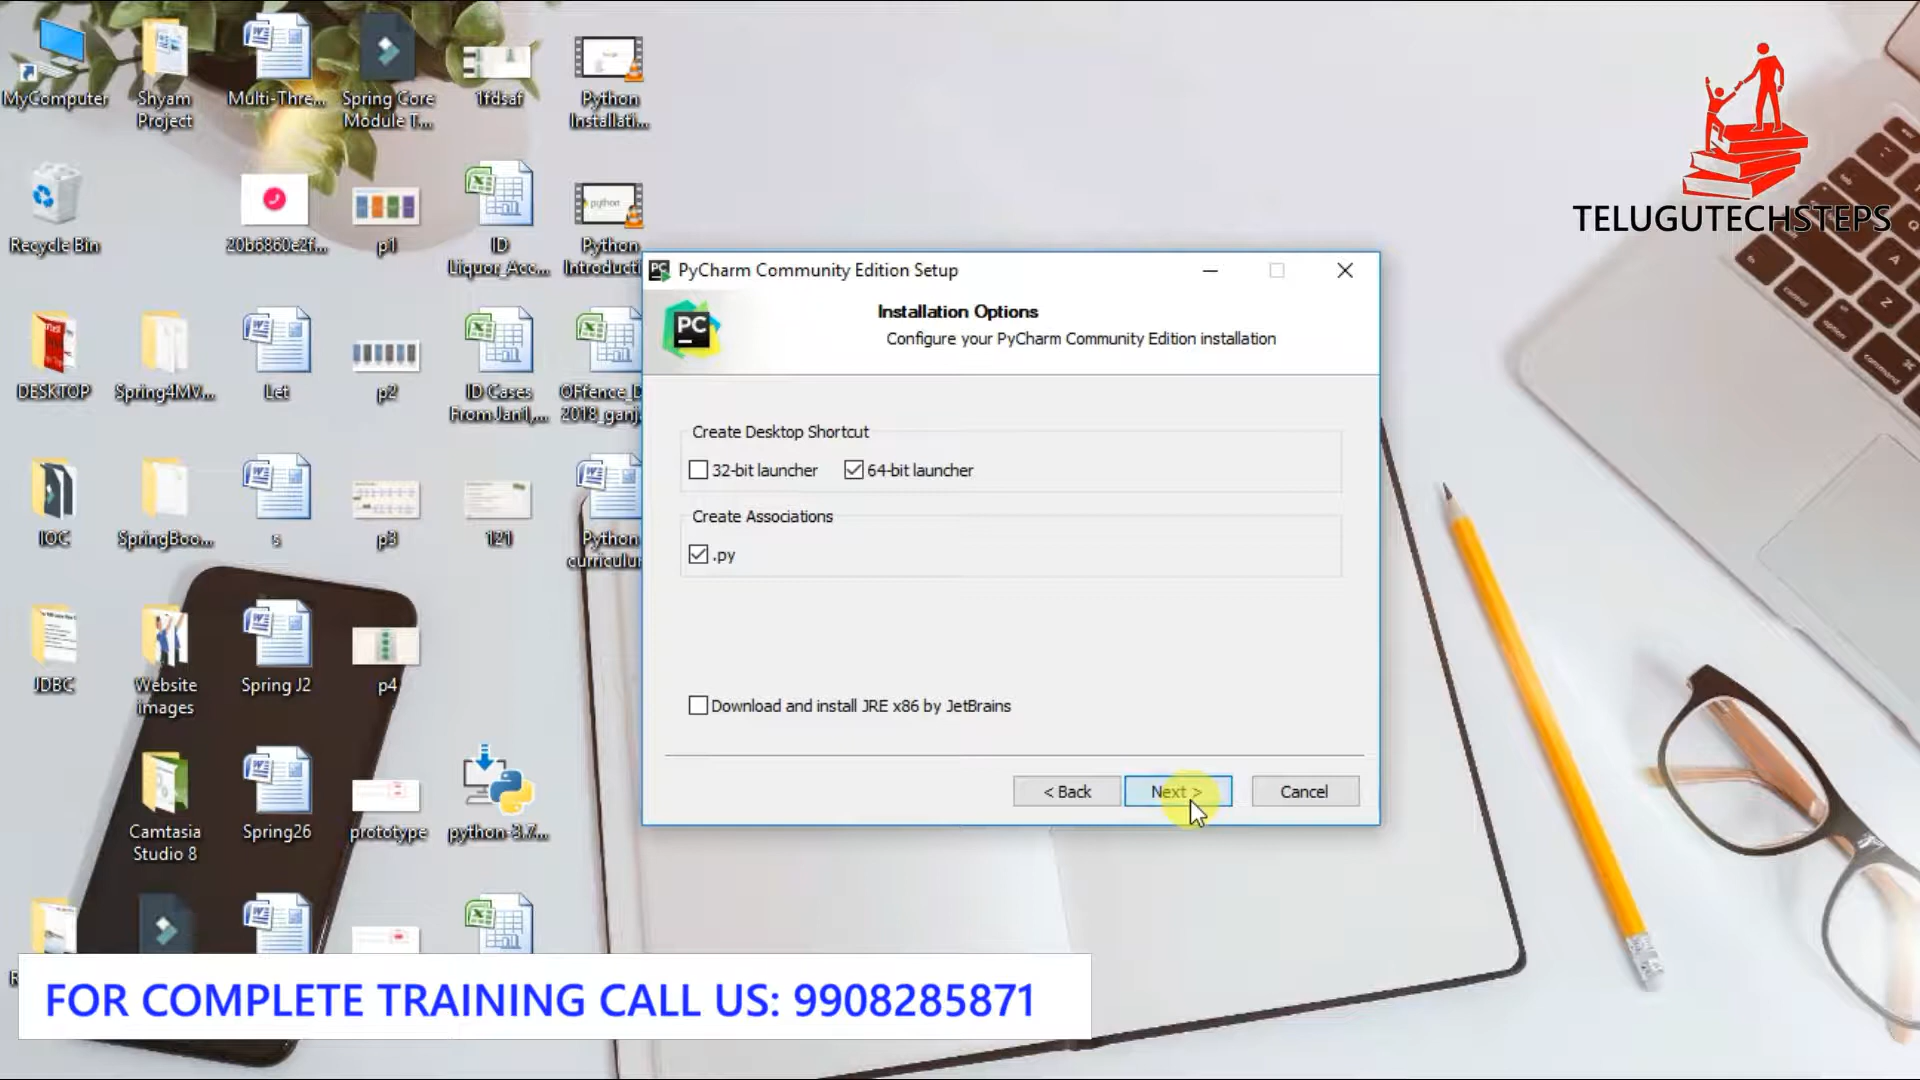 MyComputer
Shyam
Project
Multi-Thre...
Spring Core
Module T...
1fdsaf
Python
Installati...
Recycle Bin
20b6860e2f...
p1
ID
Liquor_Acc...
python
Python
Introducti
DESKTOP
Spring4MV...
Let
p2
ID Cases
From Jan1,...
OFfence_D
2018_ganj
IOC
SpringBoo...
s
p3
121
Python
curriculu
JDBC
Website
images
Spring J2
p4
Camtasia
Studio 8
Spring26
prototype
python-3.7...
TELUGUTECHSTEPS
PC
PyCharm Community Edition Setup
PC
Installation Options
Configure your PyCharm Community Edition installation
Create Desktop Shortcut
32-bit launcher
64-bit launcher
Create Associations
.py
Download and install JRE x86 by JetBrains
< Back
Next >
Cancel
FOR COMPLETE TRAINING CALL US: 9908285871